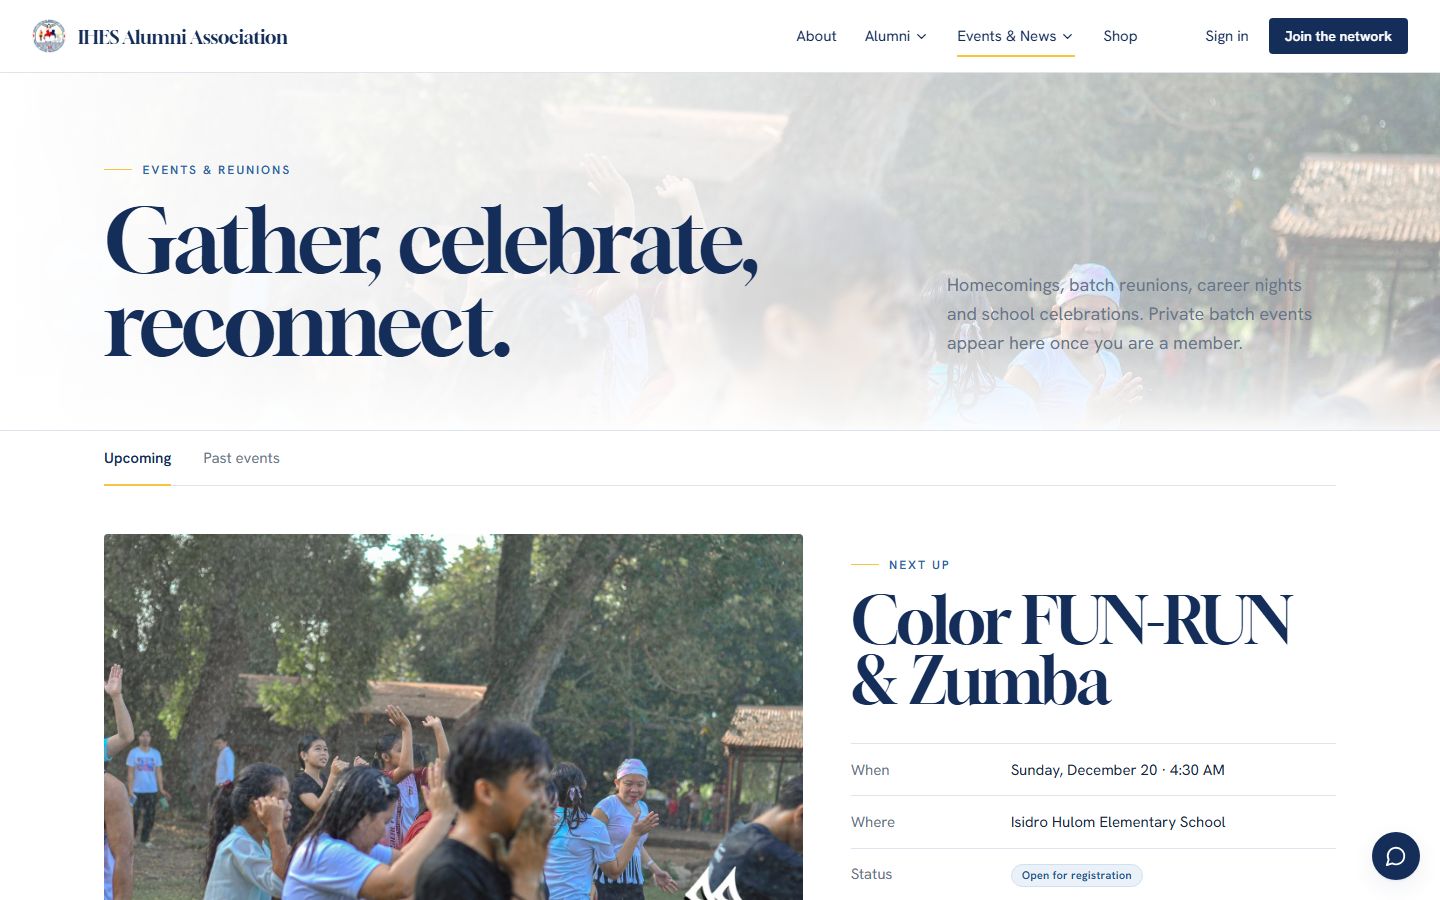 IHES Alumni Association
About
Alumni
Events & News
Shop
Sign in
Join the network
EVENTS & REUNIONS
Gather, celebrate,
reconnect.
Homecomings, batch reunions, career nights
and school celebrations. Private batch events
appear here once you are a member.
Upcoming
Past events
NEXT UP
Color FUN-RUN
& Zumba
When
Sunday, December 20 · 4:30 AM
Where
Isidro Hulom Elementary School
Status
Open for registration